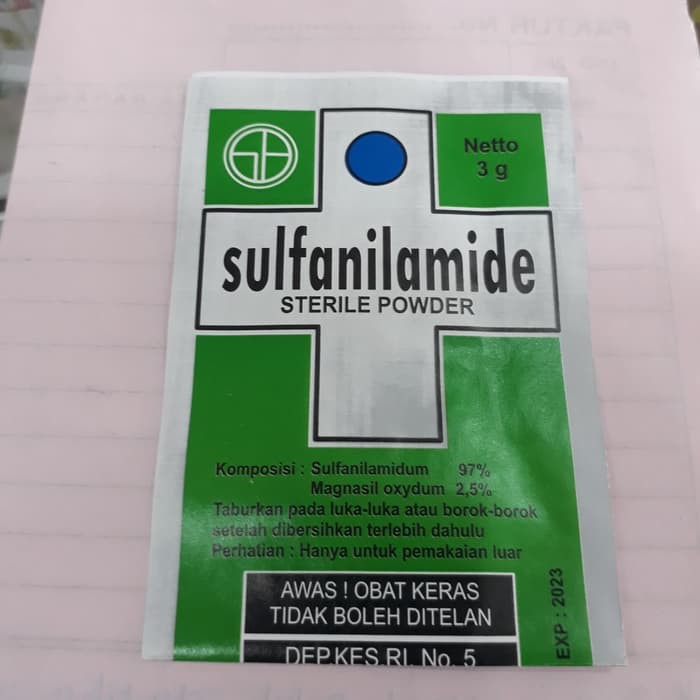 Netto
3 g
sulfanilamide
STERILE POWDER
Komposisi : Sulfanilamidum 97%
Magnasil oxydum 2,5%
Taburkan pada luka-luka atau borok-borok
setelah dibersihkan terlebih dahulu
Perhatian : Hanya untuk pemakaian luar
AWAS ! OBAT KERAS
TIDAK BOLEH DITELAN
DEP.KES.RI. No. 5
EXP : 2023